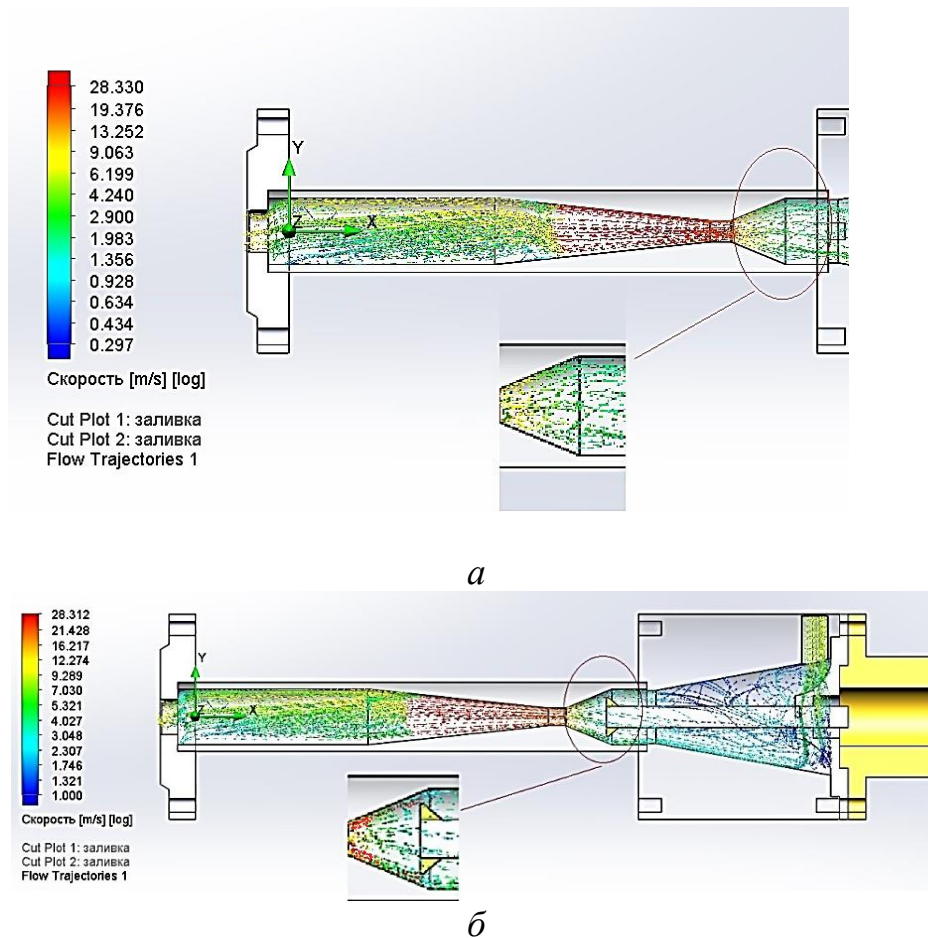 28.330
19.376
13.252
9.063
6.199
4.240
2.900
1.983
1.356
0.928
0.634
0.434
0.297
Скорость [m/s] [log]
Cut Plot 1: заливка
Cut Plot 2: заливка
Flow Trajectories 1
Y
Z
X
а
28.312
21.428
16.217
12.274
9.289
7.030
5.321
4.027
3.048
2.307
1.746
1.321
1.000
Скорость [m/s] [log]
Cut Plot 1: заливка
Cut Plot 2: заливка
Flow Trajectories 1
Y
Z
X
б